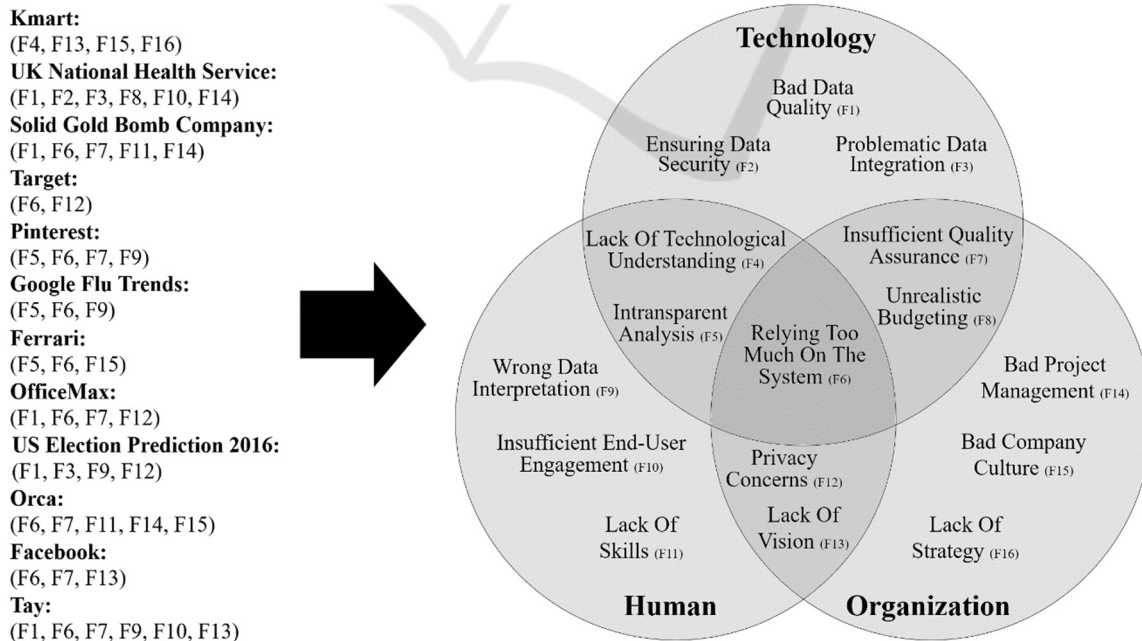 Kmart:
(F4, F13, F15, F16)
UK National Health Service:
(F1, F2, F3, F8, F10, F14)
Solid Gold Bomb Company:
(F1, F6, F7, F11, F14)
Target:
(F6, F12)
Pinterest:
(F5, F6, F7, F9)
Google Flu Trends:
(F5, F6, F9)
Ferrari:
(F5, F6, F15)
OfficeMax:
(F1, F6, F7, F12)
US Election Prediction 2016:
(F1, F3, F9, F12)
Orca:
(F6, F7, F11, F14, F15)
Facebook:
(F6, F7, F13)
Tay:
(F1, F6, F7, F9, F10, F13)
Technology
Bad Data
Quality (F1)
Ensuring Data
Security (F2)
Problematic Data
Integration (F3)
Lack Of Technological
Understanding (F4)
Insufficient Quality
Assurance (F7)
Intransparent
Analysis (F5)
Unrealistic
Budgeting (F8)
Relying Too
Much On The
System (F6)
Wrong Data
Interpretation (F9)
Bad Project
Management (F14)
Insufficient End-User
Engagement (F10)
Privacy
Concerns (F12)
Bad Company
Culture (F15)
Lack Of
Skills (F11)
Lack Of
Vision (F13)
Lack Of
Strategy (F16)
Human
Organization